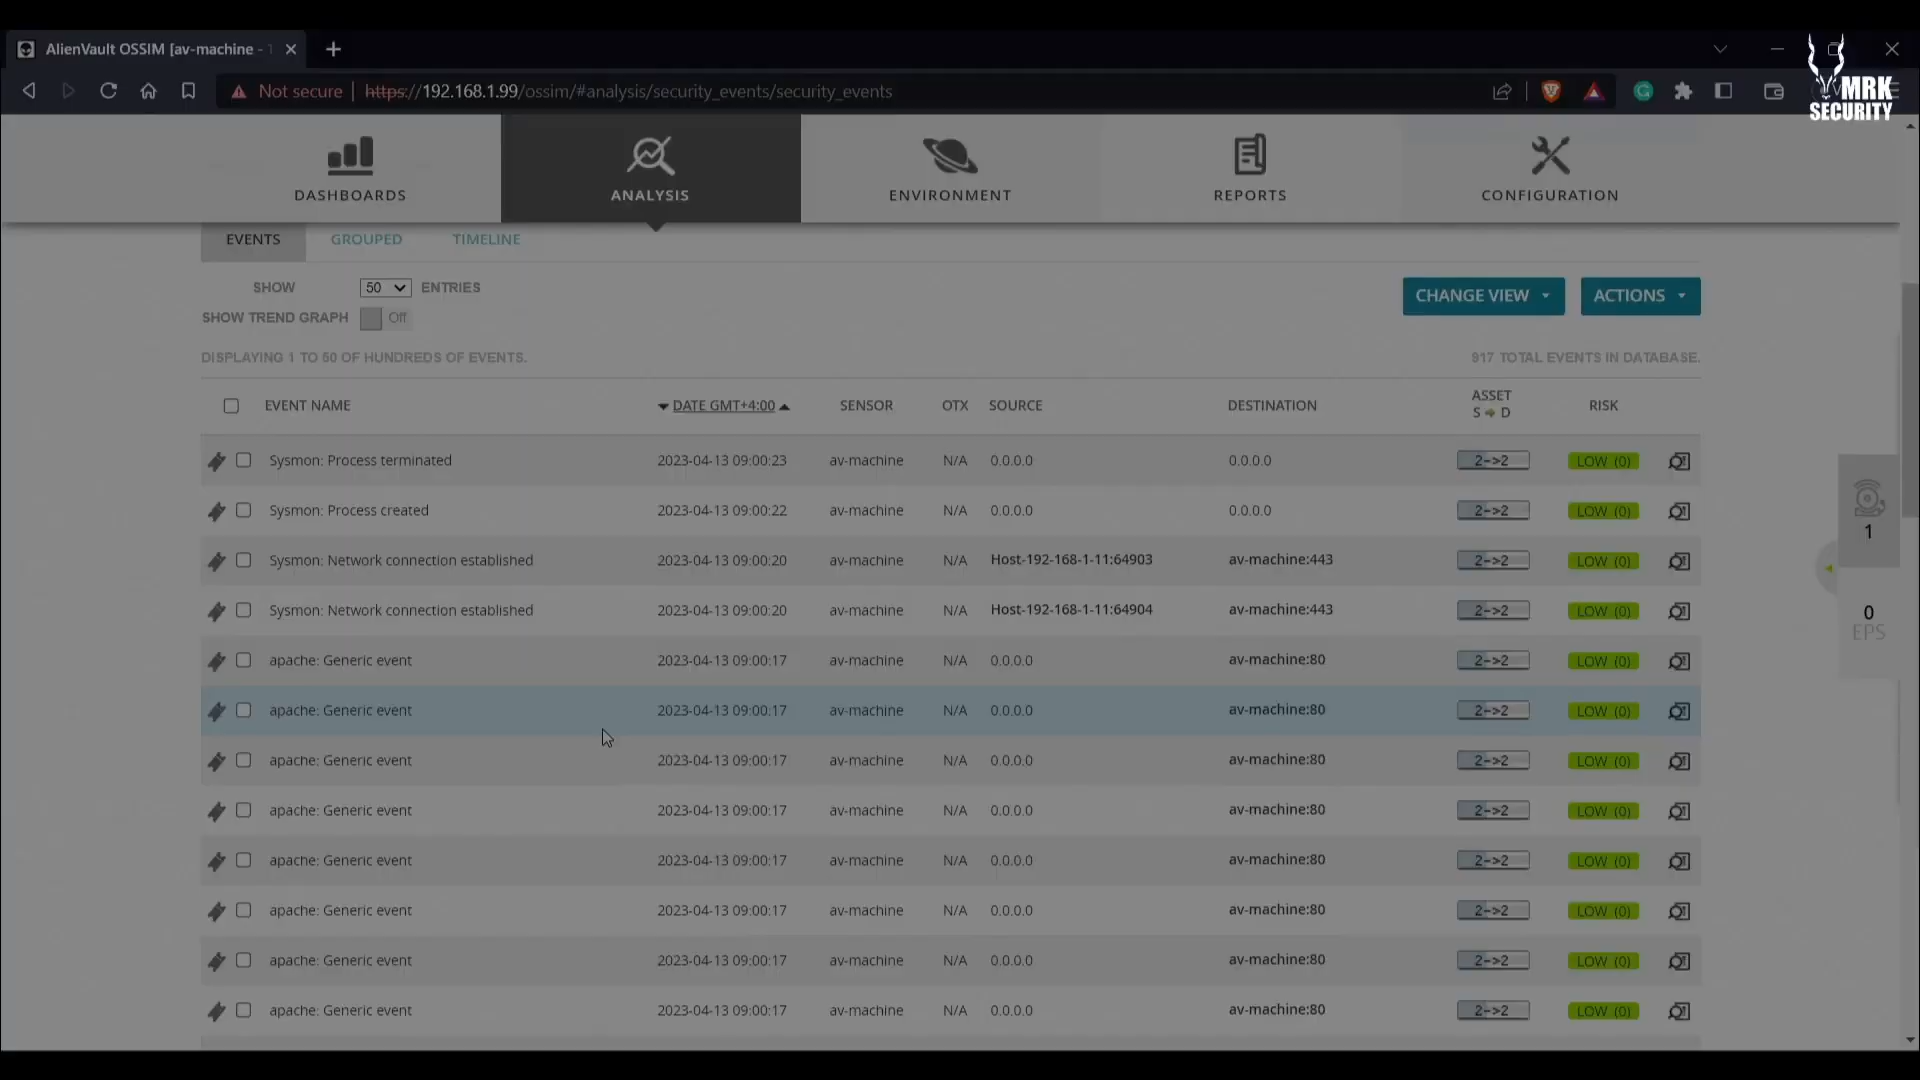 AlienVault OSSIM [av-machine - 1
MRK
SECURITY
Not secure | https://192.168.1.99/ossim/#analysis/security_events/security_events
DASHBOARDS ANALYSIS ENVIRONMENT REPORTS CONFIGURATION
EVENTS GROUPED TIMELINE
SHOW 50 ENTRIES
CHANGE VIEW ACTIONS
SHOW TREND GRAPH Off
DISPLAYING 1 TO 50 OF HUNDREDS OF EVENTS. 917 TOTAL EVENTS IN DATABASE.
EVENT NAME DATE GMT+4:00 SENSOR OTX SOURCE DESTINATION ASSET S D RISK
Sysmon: Process terminated 2023-04-13 09:00:23 av-machine N/A 0.0.0.0 0.0.0.0 2->2 LOW (0)
Sysmon: Process created 2023-04-13 09:00:22 av-machine N/A 0.0.0.0 0.0.0.0 2->2 LOW (0)
1
Sysmon: Network connection established 2023-04-13 09:00:20 av-machine N/A Host-192-168-1-11:64903 av-machine:443 2->2 LOW (0)
Sysmon: Network connection established 2023-04-13 09:00:20 av-machine N/A Host-192-168-1-11:64904 av-machine:443 2->2 LOW (0)
0
EPS
apache: Generic event 2023-04-13 09:00:17 av-machine N/A 0.0.0.0 av-machine:80 2->2 LOW (0)
apache: Generic event 2023-04-13 09:00:17 av-machine N/A 0.0.0.0 av-machine:80 2->2 LOW (0)
apache: Generic event 2023-04-13 09:00:17 av-machine N/A 0.0.0.0 av-machine:80 2->2 LOW (0)
apache: Generic event 2023-04-13 09:00:17 av-machine N/A 0.0.0.0 av-machine:80 2->2 LOW (0)
apache: Generic event 2023-04-13 09:00:17 av-machine N/A 0.0.0.0 av-machine:80 2->2 LOW (0)
apache: Generic event 2023-04-13 09:00:17 av-machine N/A 0.0.0.0 av-machine:80 2->2 LOW (0)
apache: Generic event 2023-04-13 09:00:17 av-machine N/A 0.0.0.0 av-machine:80 2->2 LOW (0)
apache: Generic event 2023-04-13 09:00:17 av-machine N/A 0.0.0.0 av-machine:80 2->2 LOW (0)